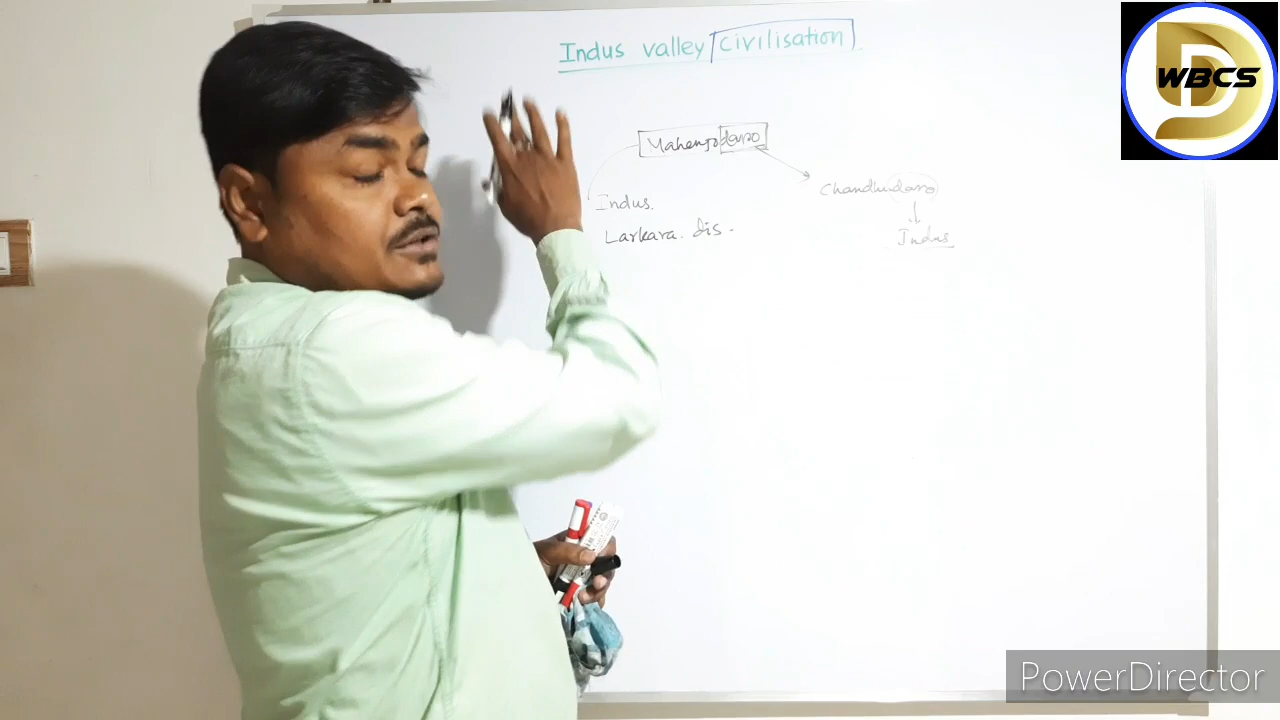 Indus valley civilisation
WBCS
Mahenjodaro
Chandhudaro
Indus.
Larkara. dis.
Indus
PowerDirector